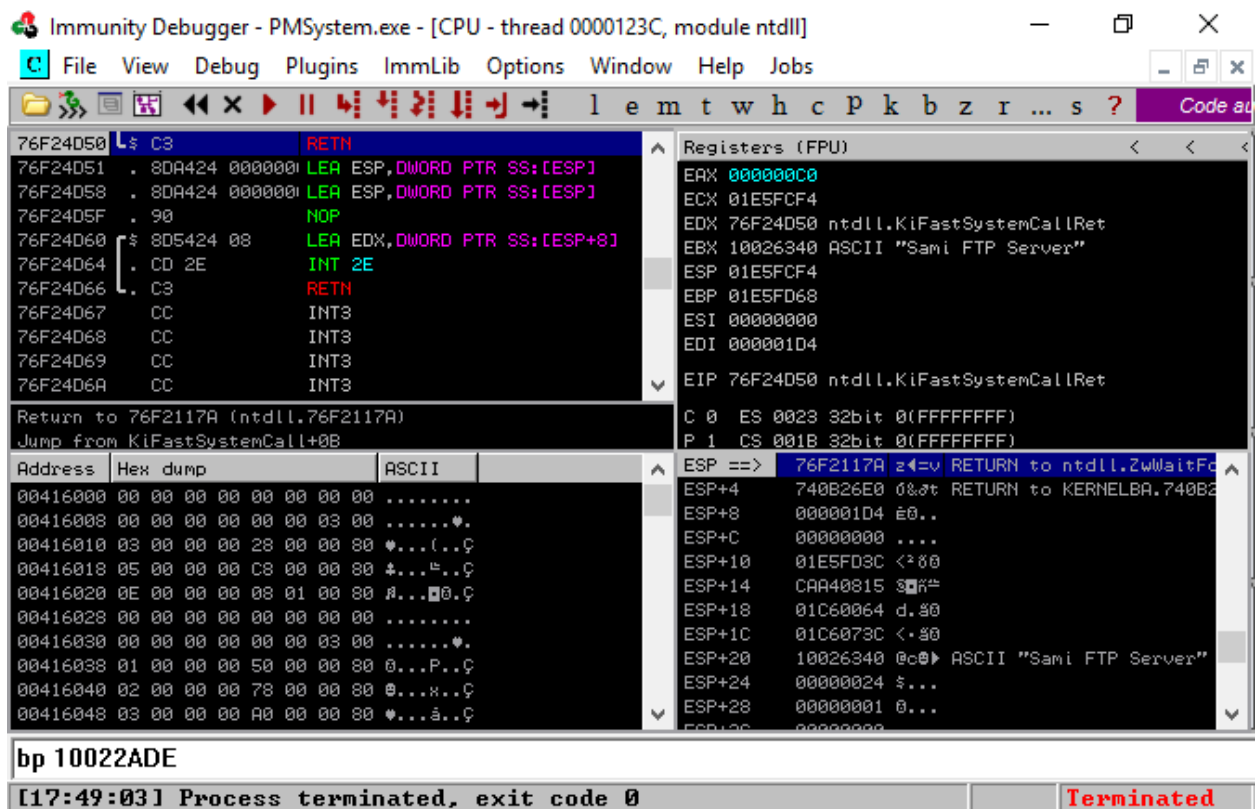 Immunity Debugger - PMSystem.exe - [CPU - thread 0000123C, module ntdll]
File View Debug Plugins ImmLib Options Window Help Jobs
l e m t w h c P k b z r ... s ? Code au
76F24D50 $ C3 RETN
76F24D51 . 8DA424 000000 LEA ESP,DWORD PTR SS:[ESP]
76F24D58 . 8DA424 000000 LEA ESP,DWORD PTR SS:[ESP]
76F24D5F . 90 NOP
76F24D60 $ 8D5424 08 LEA EDX,DWORD PTR SS:[ESP+8]
76F24D64 . CD 2E INT 2E
76F24D66 . C3 RETN
76F24D67 CC INT3
76F24D68 CC INT3
76F24D69 CC INT3
76F24D6A CC INT3
Return to 76F2117A (ntdll.76F2117A)
Jump from KiFastSystemCall+0B
Registers (FPU) < < <
EAX 000000C0
ECX 01E5FCF4
EDX 76F24D50 ntdll.KiFastSystemCallRet
EBX 10026340 ASCII "Sami FTP Server"
ESP 01E5FCF4
EBP 01E5FD68
ESI 00000000
EDI 000001D4
EIP 76F24D50 ntdll.KiFastSystemCallRet
C 0 ES 0023 32bit 0(FFFFFFFF)
P 1 CS 001B 32bit 0(FFFFFFFF)
Address Hex dump ASCII
00416000 00 00 00 00 00 00 00 00 ........
00416008 00 00 00 00 00 00 03 00 ......♥.
00416010 03 00 00 00 28 00 00 80 ♥...(..Ç
00416018 05 00 00 00 C8 00 00 80 ♣...╚..Ç
00416020 0E 00 00 00 08 01 00 80 ♫...◘☺.Ç
00416028 00 00 00 00 00 00 00 00 ........
00416030 00 00 00 00 00 00 03 00 ......♥.
00416038 01 00 00 00 50 00 00 80 ☺...P..Ç
00416040 02 00 00 00 78 00 00 80 ☻...x..Ç
00416048 03 00 00 00 A0 00 00 80 ♥...á..Ç
ESP ==> 76F2117A RETURN to ntdll.ZwWaitFo
ESP+4 740B26E0 RETURN to KERNELBA.740B2
ESP+8 000001D4
ESP+C 00000000 ....
ESP+10 01E5FD3C
ESP+14 CAA40815
ESP+18 01C60064
ESP+1C 01C6073C
ESP+20 10026340 ASCII "Sami FTP Server"
ESP+24 00000024 $...
ESP+28 00000001 ☺...
bp 10022ADE
[17:49:03] Process terminated, exit code 0 Terminated